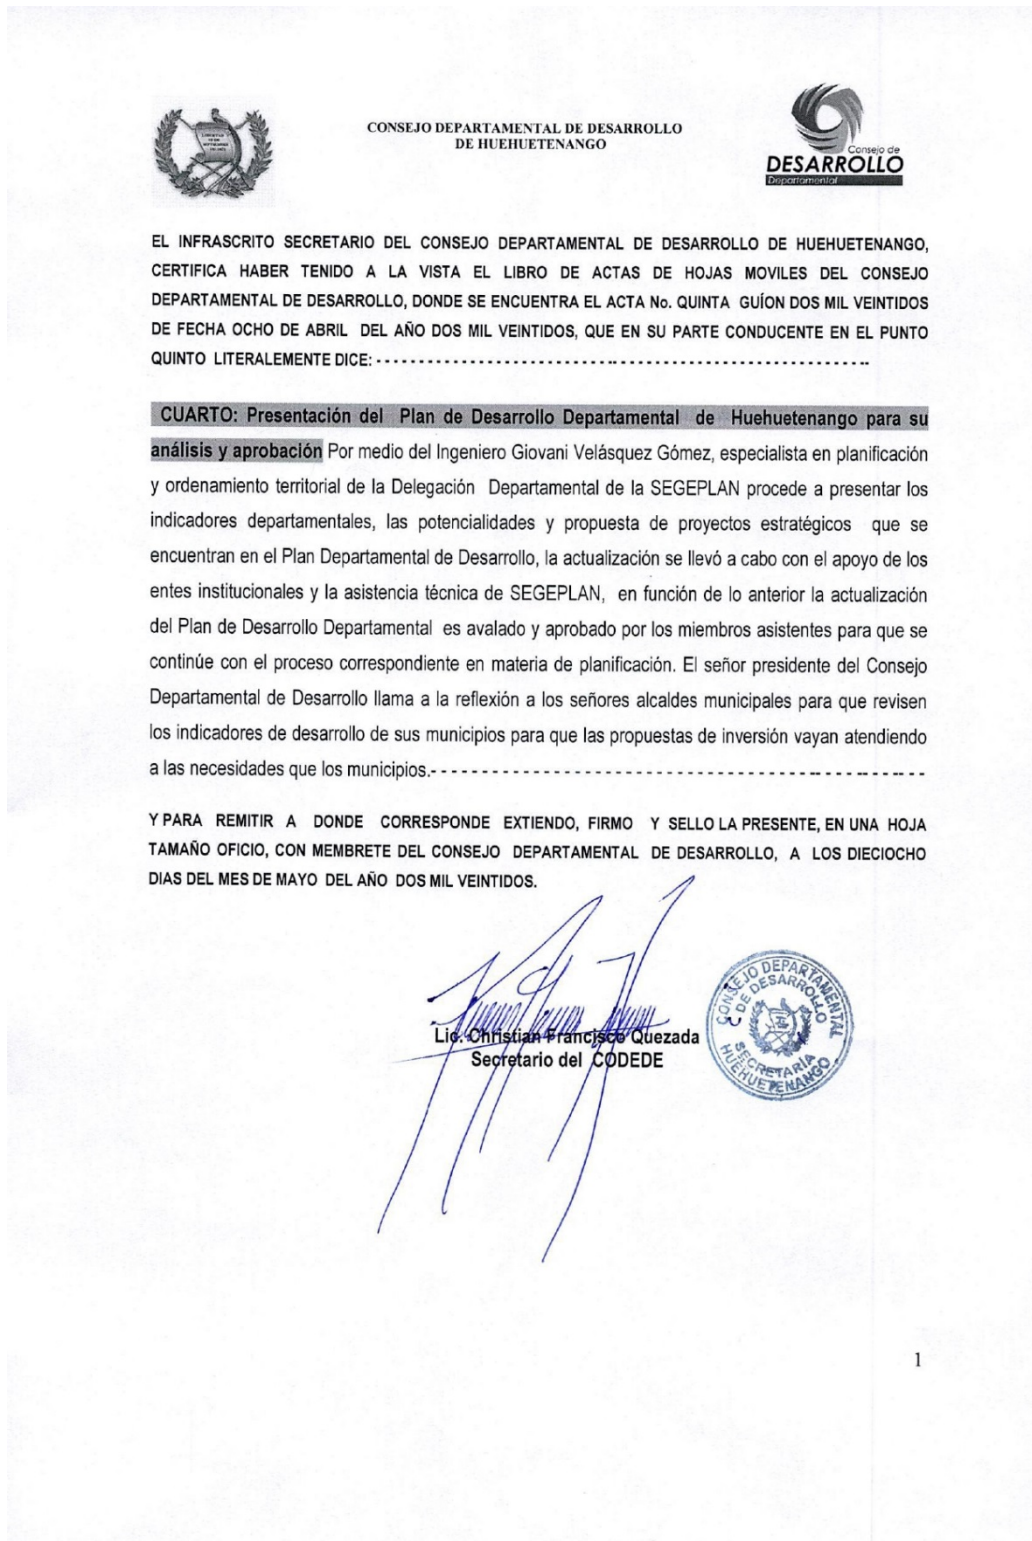 CONSEJO DEPARTAMENTAL DE DESARROLLO
DE HUEHUETENANGO
Consejo de
DESARROLLO
Departamental
EL INFRASCRITO SECRETARIO DEL CONSEJO DEPARTAMENTAL DE DESARROLLO DE HUEHUETENANGO,
CERTIFICA HABER TENIDO A LA VISTA EL LIBRO DE ACTAS DE HOJAS MOVILES DEL CONSEJO
DEPARTAMENTAL DE DESARROLLO, DONDE SE ENCUENTRA EL ACTA No. QUINTA GUÍON DOS MIL VEINTIDOS
DE FECHA OCHO DE ABRIL DEL AÑO DOS MIL VEINTIDOS, QUE EN SU PARTE CONDUCENTE EN EL PUNTO
QUINTO LITERALEMENTE DICE: - - - - - - - - - - - - - - - - - - - - - - - - - - - - - - - - - - - - - - - - - - - - - - - - - - - - - - - - - -
CUARTO: Presentación del Plan de Desarrollo Departamental de Huehuetenango para su
análisis y aprobación Por medio del Ingeniero Giovani Velásquez Gómez, especialista en planificación
y ordenamiento territorial de la Delegación Departamental de la SEGEPLAN procede a presentar los
indicadores departamentales, las potencialidades y propuesta de proyectos estratégicos que se
encuentran en el Plan Departamental de Desarrollo, la actualización se llevó a cabo con el apoyo de los
entes institucionales y la asistencia técnica de SEGEPLAN, en función de lo anterior la actualización
del Plan de Desarrollo Departamental es avalado y aprobado por los miembros asistentes para que se
continúe con el proceso correspondiente en materia de planificación. El señor presidente del Consejo
Departamental de Desarrollo llama a la reflexión a los señores alcaldes municipales para que revisen
los indicadores de desarrollo de sus municipios para que las propuestas de inversión vayan atendiendo
a las necesidades que los municipios.- - - - - - - - - - - - - - - - - - - - - - - - - - - - - - - - - - - - - - - - - - - - - - - - - -
Y PARA REMITIR A DONDE CORRESPONDE EXTIENDO, FIRMO Y SELLO LA PRESENTE, EN UNA HOJA
TAMAÑO OFICIO, CON MEMBRETE DEL CONSEJO DEPARTAMENTAL DE DESARROLLO, A LOS DIECIOCHO
DIAS DEL MES DE MAYO DEL AÑO DOS MIL VEINTIDOS.
Lic. Christian Francisco Quezada
Secretario del CODEDE
CONSEJO DEPARTAMENTAL
DE DESARROLLO
SECRETARÍA
HUEHUETENANGO
1